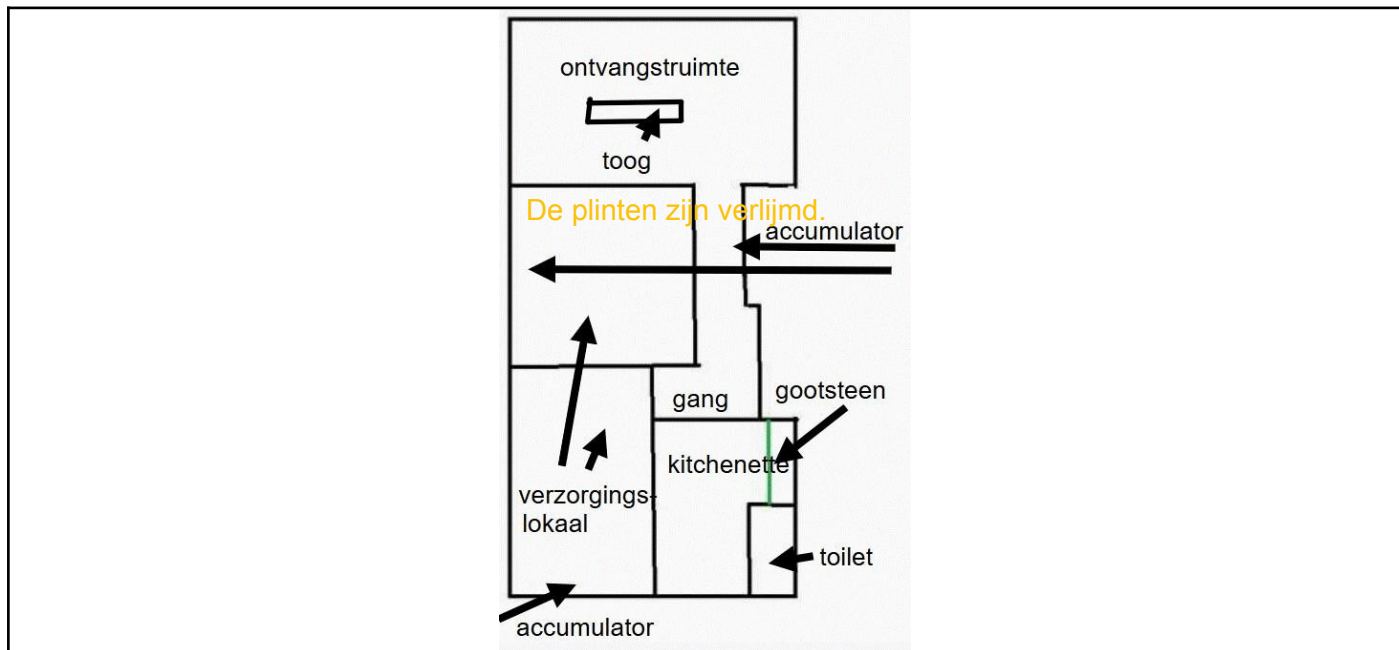 ontvangstruimte
toog
De plinten zijn verlijmd.
accumulator
gootsteen
gang
kitchenette
verzorgings-
lokaal
toilet
accumulator